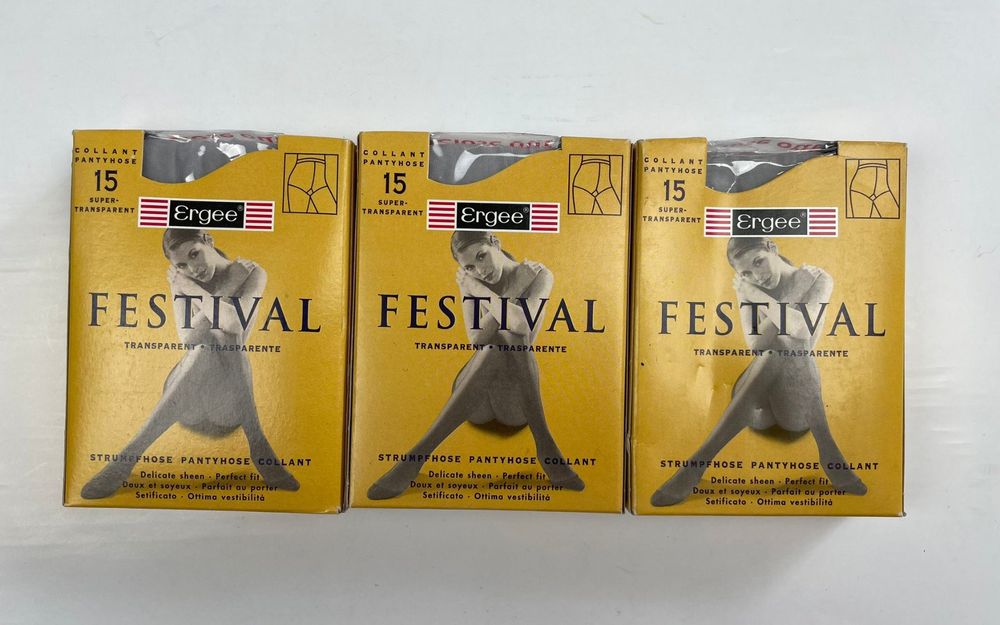 COLLANT
PANTYHOSE
15
SUPER-
TRANSPARENT
Ergee®
FESTIVAL
TRANSPARENT • TRASPARENTE
STRUMPFHOSE PANTYHOSE COLLANT
Delicate sheen · Perfect fit
Doux et soyeux · Parfait au porter
Setificato · Ottima vestibilità
COLLANT
PANTYHOSE
15
SUPER-
TRANSPARENT
Ergee®
FESTIVAL
TRANSPARENT • TRASPARENTE
STRUMPFHOSE PANTYHOSE COLLANT
Delicate sheen · Perfect fit
Doux et soyeux · Parfait au porter
Setificato · Ottima vestibilità
COLLANT
PANTYHOSE
15
SUPER-
TRANSPARENT
Ergee®
FESTIVAL
TRANSPARENT • TRASPARENTE
STRUMPFHOSE PANTYHOSE COLLANT
Delicate sheen · Perfect fit
Doux et soyeux · Parfait au porter
Setificato · Ottima vestibilità